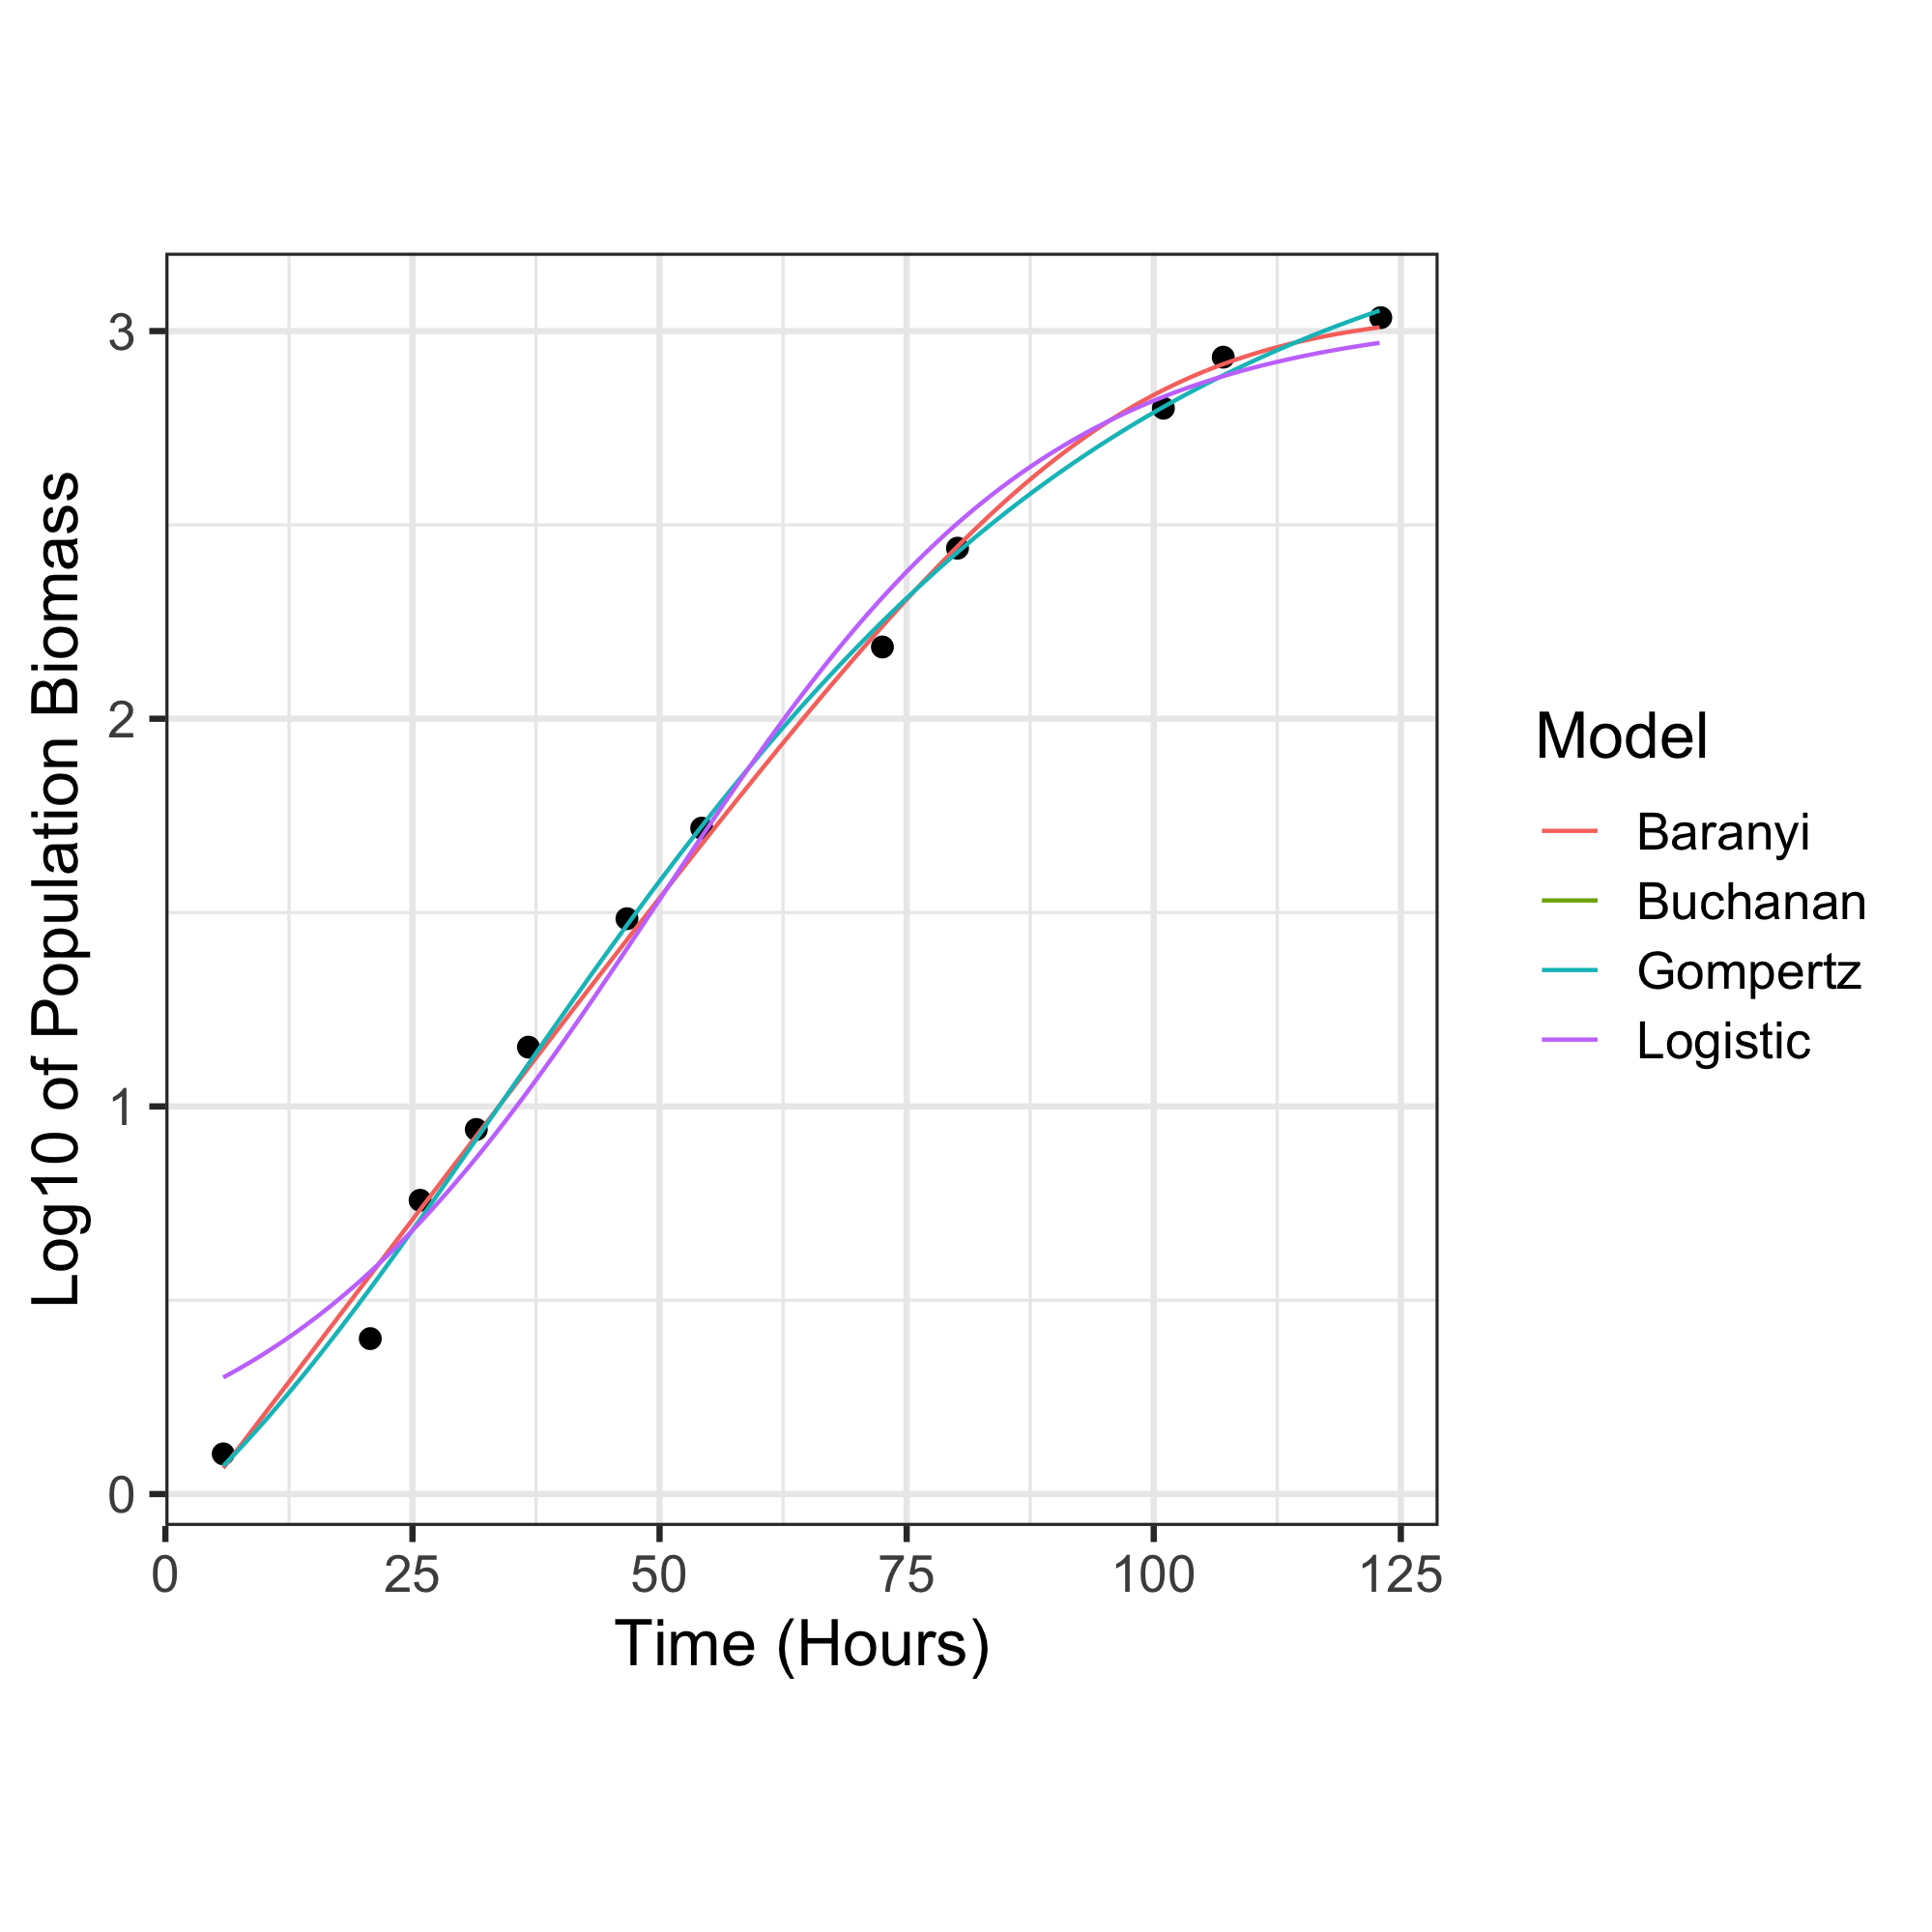 Log10 of Population Biomass
3
2
1
0
0 25 50 75 100 125
Time (Hours)
Model
Baranyi
Buchanan
Gompertz
Logistic